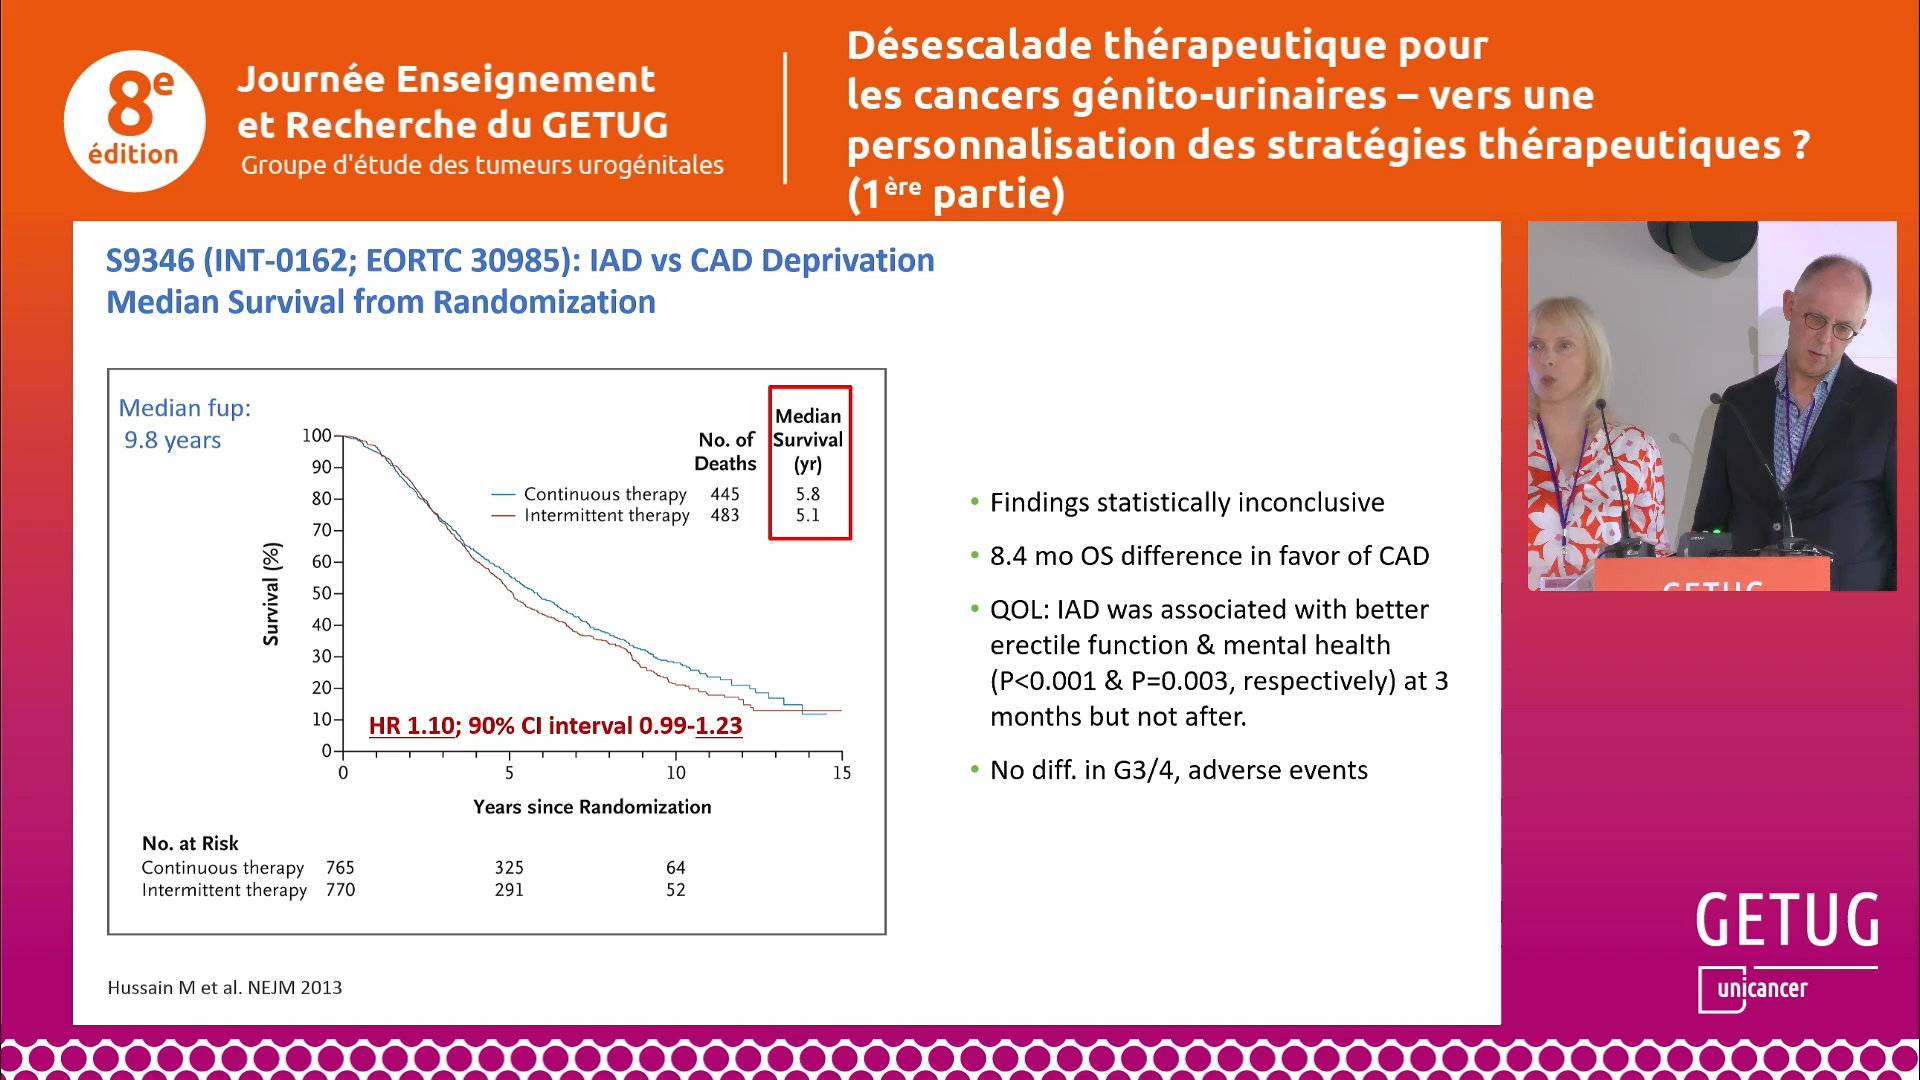 8e
édition
Journée Enseignement
et Recherche du GETUG
Groupe d'étude des tumeurs urogénitales
Désescalade thérapeutique pour
les cancers génito-urinaires – vers une
personnalisation des stratégies thérapeutiques ?
(1ère partie)
S9346 (INT-0162; EORTC 30985): IAD vs CAD Deprivation
Median Survival from Randomization
Median fup:
9.8 years
No. of
Deaths
Median
Survival
(yr)
Continuous therapy 445 5.8
Intermittent therapy 483 5.1
Survival (%)
100
90
80
70
60
50
40
30
20
10
0
HR 1.10; 90% CI interval 0.99-1.23
0 5 10 15
Years since Randomization
No. at Risk
Continuous therapy 765 325 64
Intermittent therapy 770 291 52
• Findings statistically inconclusive
• 8.4 mo OS difference in favor of CAD
• QOL: IAD was associated with better
erectile function & mental health
(P<0.001 & P=0.003, respectively) at 3
months but not after.
• No diff. in G3/4, adverse events
Hussain M et al. NEJM 2013
GETUG
GETUG
unicancer